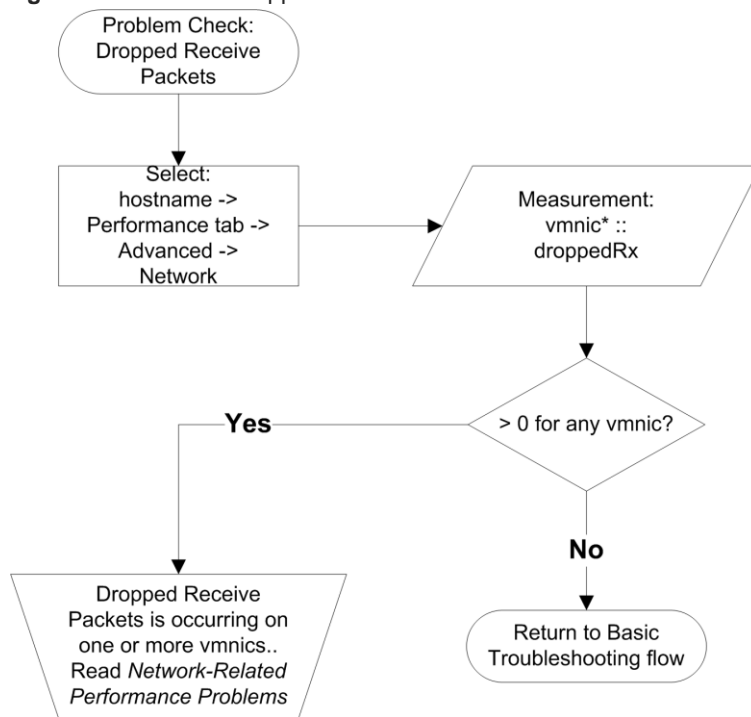 Problem Check:
Dropped Receive
Packets
Select:
hostname ->
Performance tab ->
Advanced ->
Network
Measurement:
vmnic* ::
droppedRx
> 0 for any vmnic?
Yes
No
Dropped Receive
Packets is occurring on
one or more vmnics..
Read Network-Related
Performance Problems
Return to Basic
Troubleshooting flow